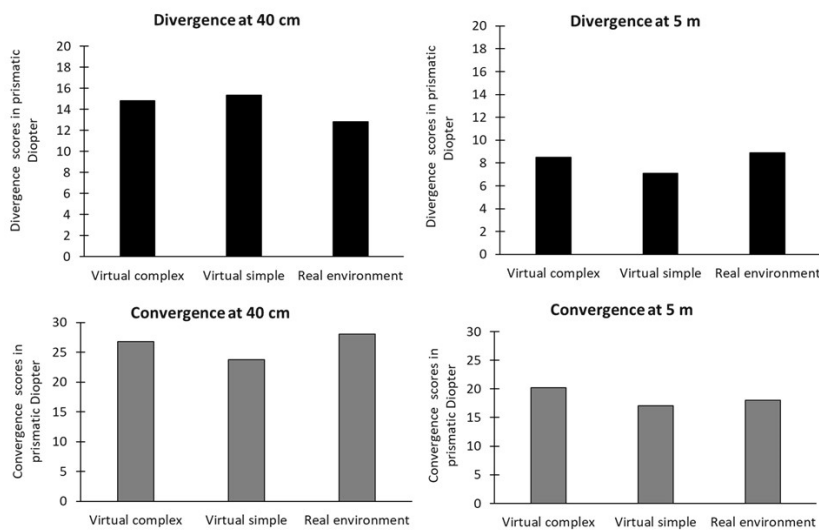 Divergence at 40 cm
Divergence scores in prismatic
Diopter
20
18
16
14
12
10
8
6
4
2
0
Virtual complex Virtual simple Real environment
Divergence at 5 m
Divergence scores in prismatic
Diopter
20
18
16
14
12
10
8
6
4
2
0
Virtual complex Virtual simple Real environment
Convergence at 40 cm
Convergence scores in
prismatic Diopter
30
25
20
15
10
5
0
Virtual complex Virtual simple Real environment
Convergence at 5 m
Convergence scores in
prismatic Diopter
30
25
20
15
10
5
0
Virtual complex Virtual simple Real environment